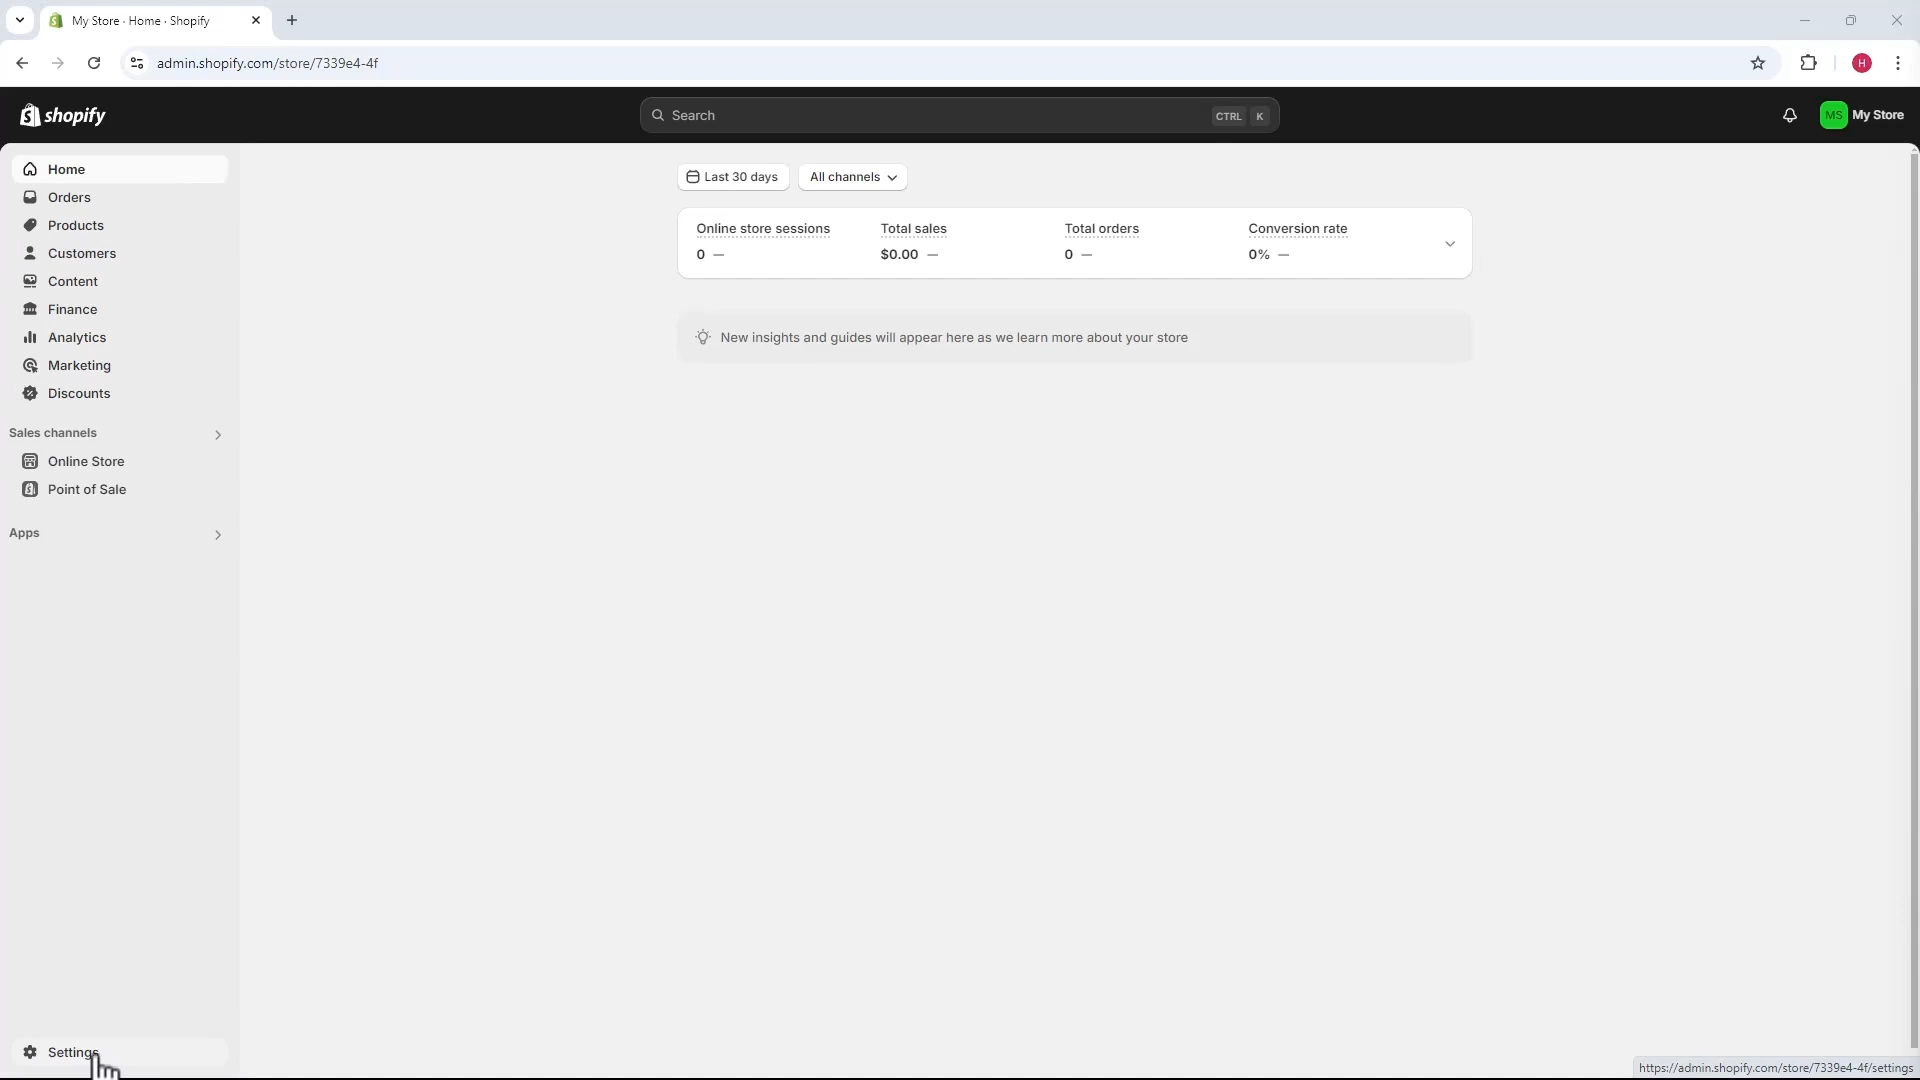 My Store · Home · Shopify
admin.shopify.com/store/7339e4-4f
H
shopify
Search
CTRL K
MS
My Store
Home
Orders
Products
Customers
Content
Finance
Analytics
Marketing
Discounts
Sales channels
Online Store
Point of Sale
Apps
Settings
Last 30 days
All channels
Online store sessions Total sales Total orders Conversion rate
0 — $0.00 — 0 — 0% —
New insights and guides will appear here as we learn more about your store
https://admin.shopify.com/store/7339e4-4f/settings